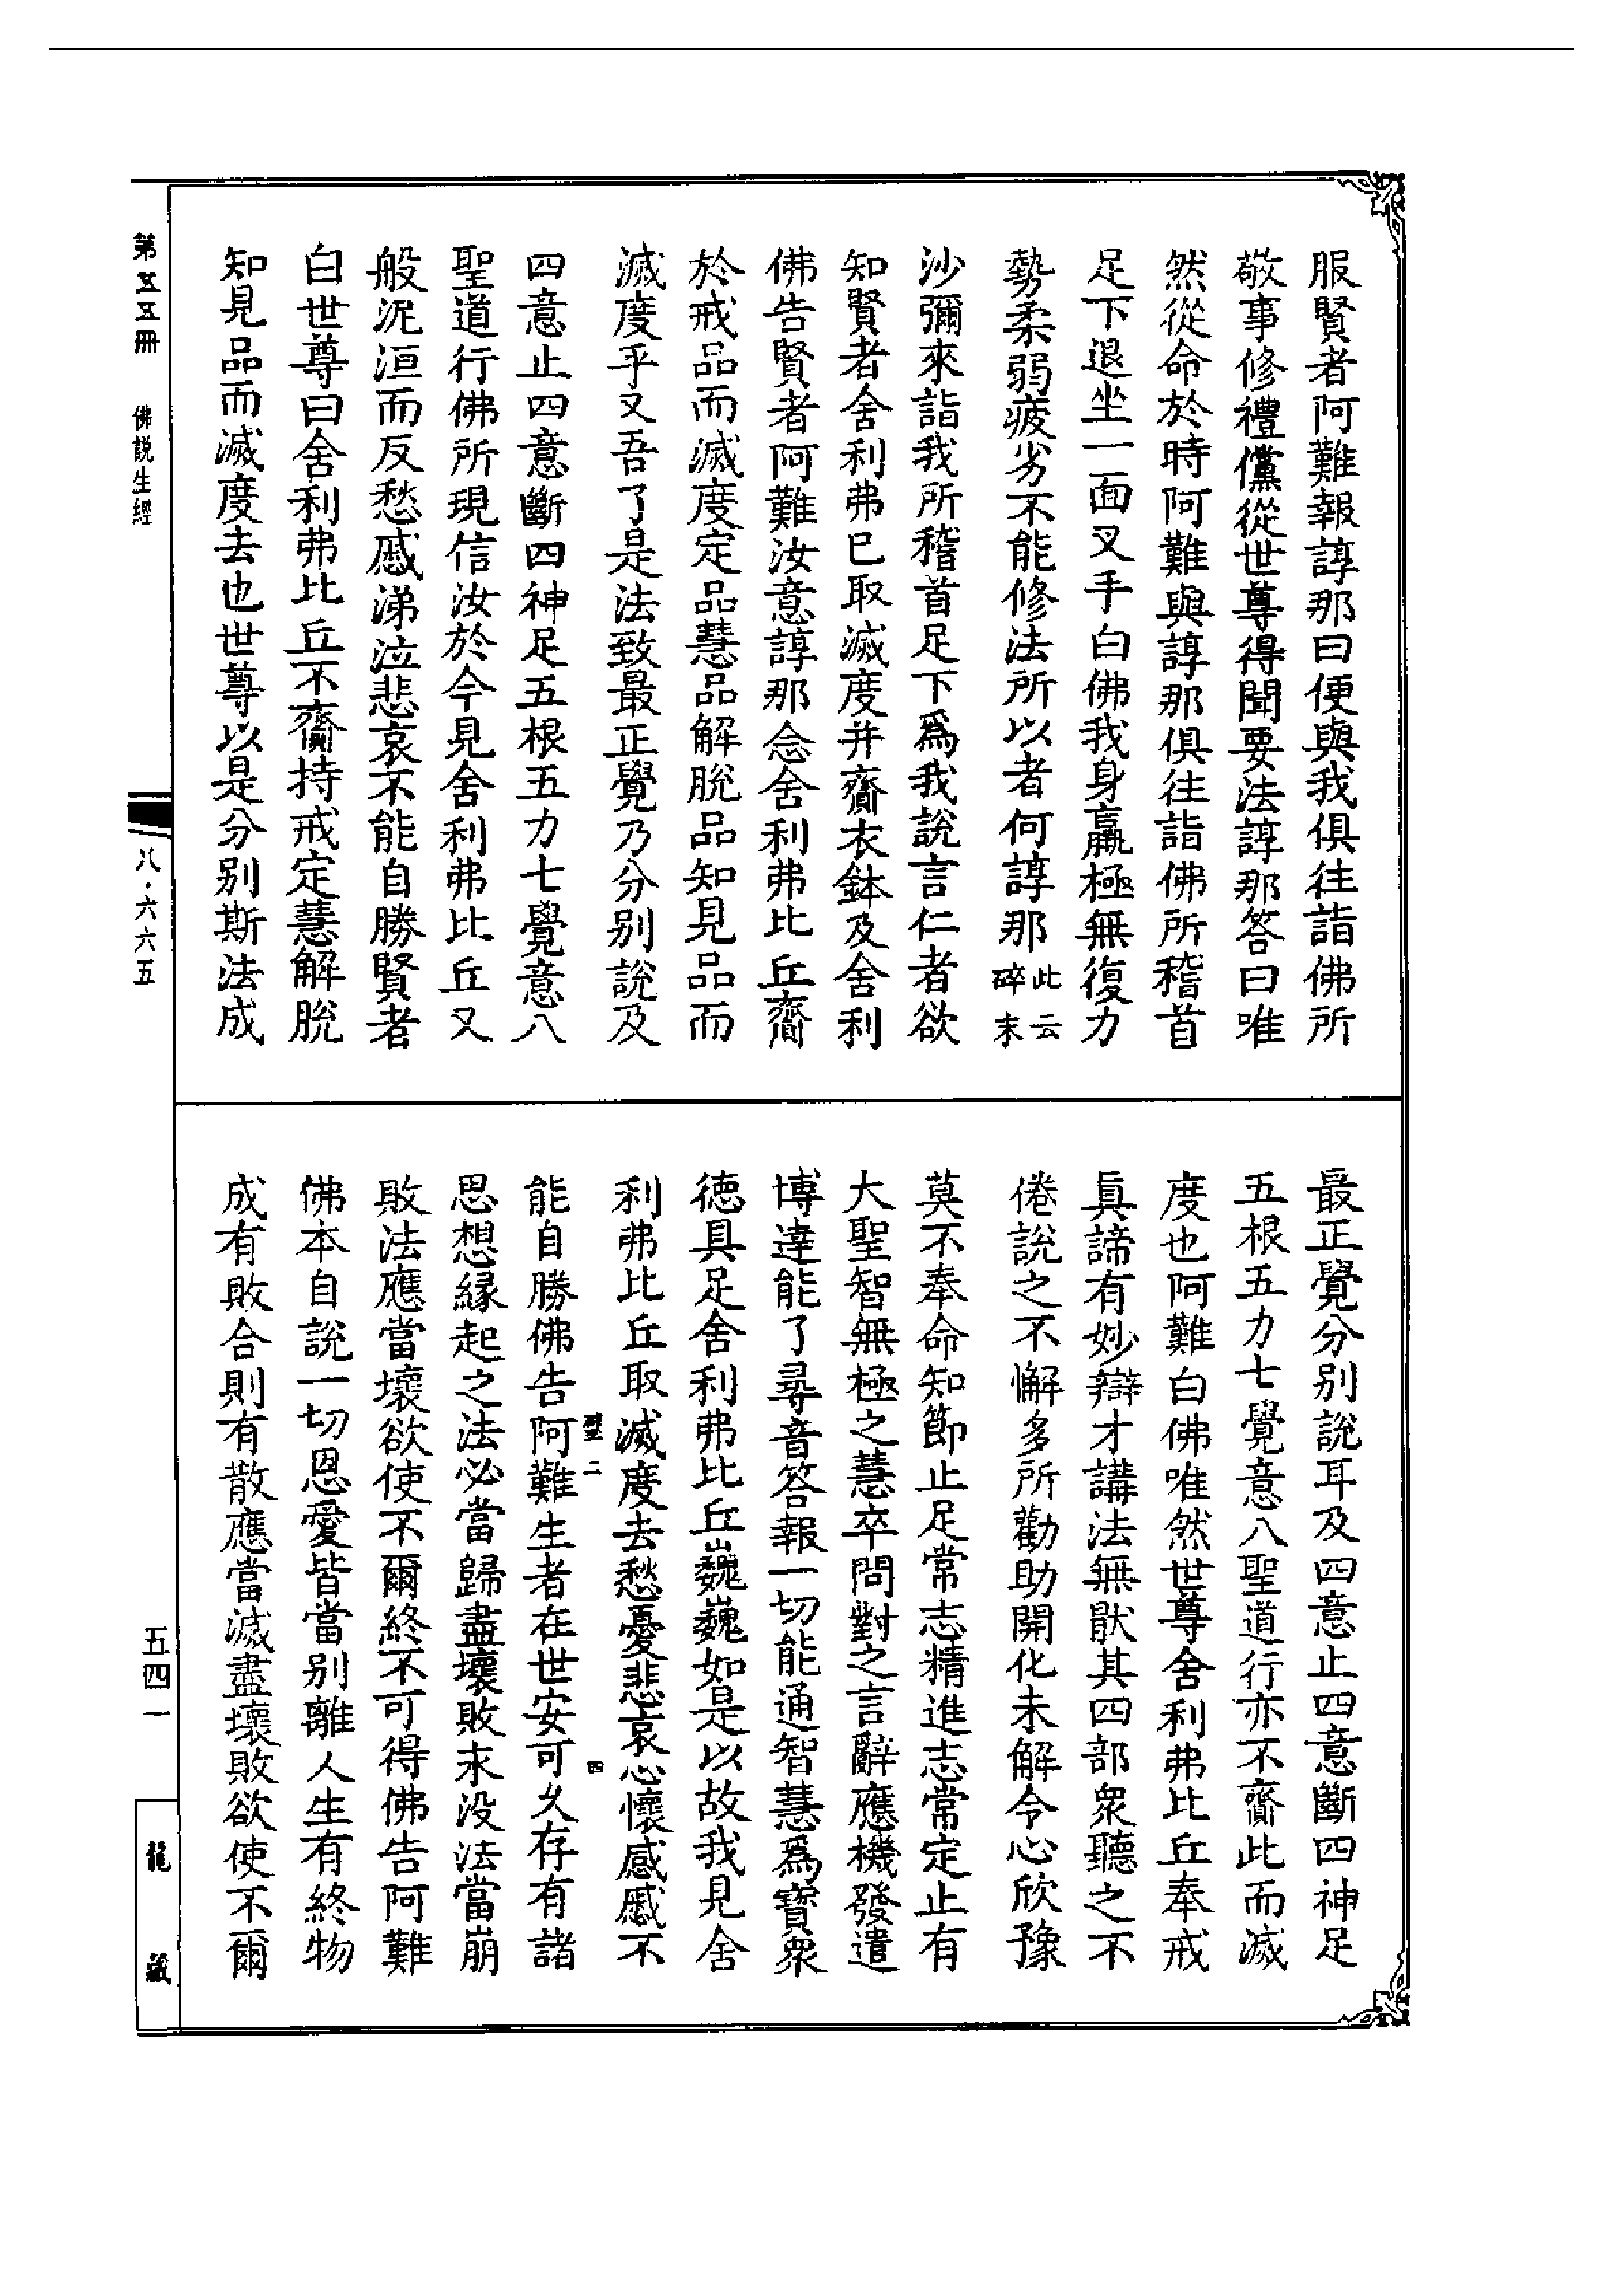 服賢者阿難報諄那曰便與我俱往詣佛所
敬事修禮儻從世尊得聞要法諄那答曰唯
然從命於時阿難與諄那俱往詣佛所稽首
足下退坐一面叉手白佛我身羸極無復力
勢柔弱疲劣不能修法所以者何諄那此云碎末
沙彌來詣我所稽首足下爲我說言仁者欲
知賢者舍利弗已取滅度并齎衣鉢及舍利
佛告賢者阿難汝意諄那念舍利弗比丘齎
於戒品而滅度定品慧品解脫品知見品而
滅度乎又吾了是法致最正覺乃分別說及
四意止四意斷四神足五根五力七覺意八
聖道行佛所現信汝於今見舍利弗比丘又
般泥洹而反愁慼涕泣悲哀不能自勝賢者
白世尊曰舍利弗比丘不齎持戒定慧解脫
知見品而滅度去也世尊以是分別斯法成
最正覺分別說耳及四意止四意斷四神足
五根五力七覺意八聖道行亦不齎此而滅
度也阿難白佛唯然世尊舍利弗比丘奉戒
眞諦有妙辯才講法無猒其四部眾聽之不
倦說之不懈多所勸助開化未解令心欣豫
莫不奉命知節止足常志精進志常定止有
大聖智無極之慧卒問對之言辭應機發遣
博達能了尋音答報一切能通智慧爲寶眾
德具足舍利弗比丘巍巍如是以故我見舍
利弗比丘取滅度去愁憂悲哀心懷慼慼不
二
四
能自勝佛告阿難生者在世安可久存有諸
思想緣起之法必當歸盡壞敗求没法當崩
敗法應當壞欲使不爾終不可得佛告阿難
佛本自說一切恩愛皆當別離人生有終物
成有敗合則有散應當滅盡壞敗欲使不爾
第五五冊
佛說生經
八·六六五
五四一
龍藏